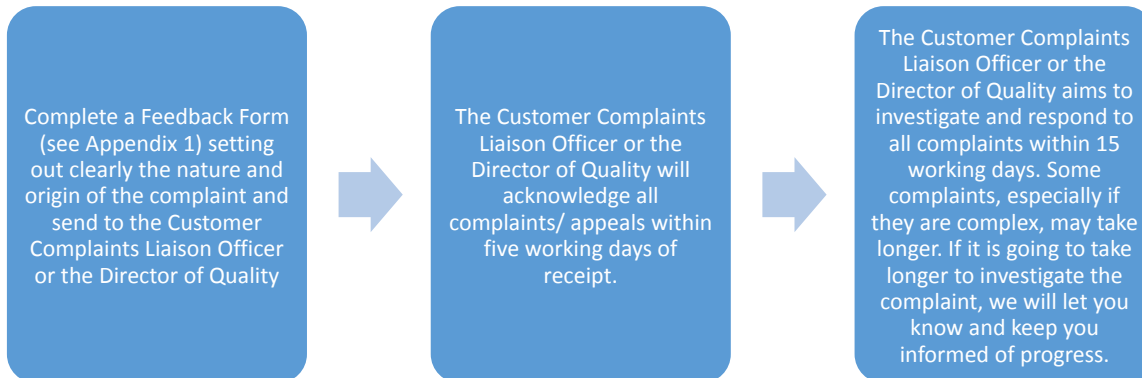 Complete a Feedback Form
(see Appendix 1) setting
out clearly the nature and
origin of the complaint and
send to the Customer
Complaints Liaison Officer
or the Director of Quality
The Customer Complaints
Liaison Officer or the
Director of Quality will
acknowledge all
complaints/ appeals within
five working days of
receipt.
The Customer Complaints
Liaison Officer or the
Director of Quality aims to
investigate and respond to
all complaints within 15
working days. Some
complaints, especially if
they are complex, may take
longer. If it is going to take
longer to investigate the
complaint, we will let you
know and keep you
informed of progress.